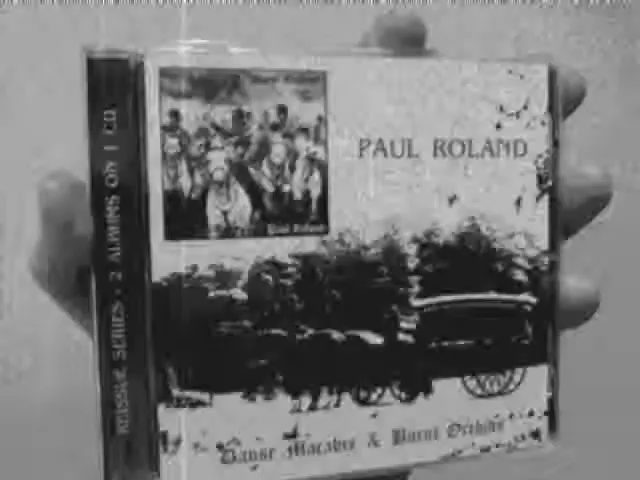 PAUL ROLAND
Danse Macabre & Burnt Orchids
REISSUE SERIES · 2 ALBUMS ON 1 CD